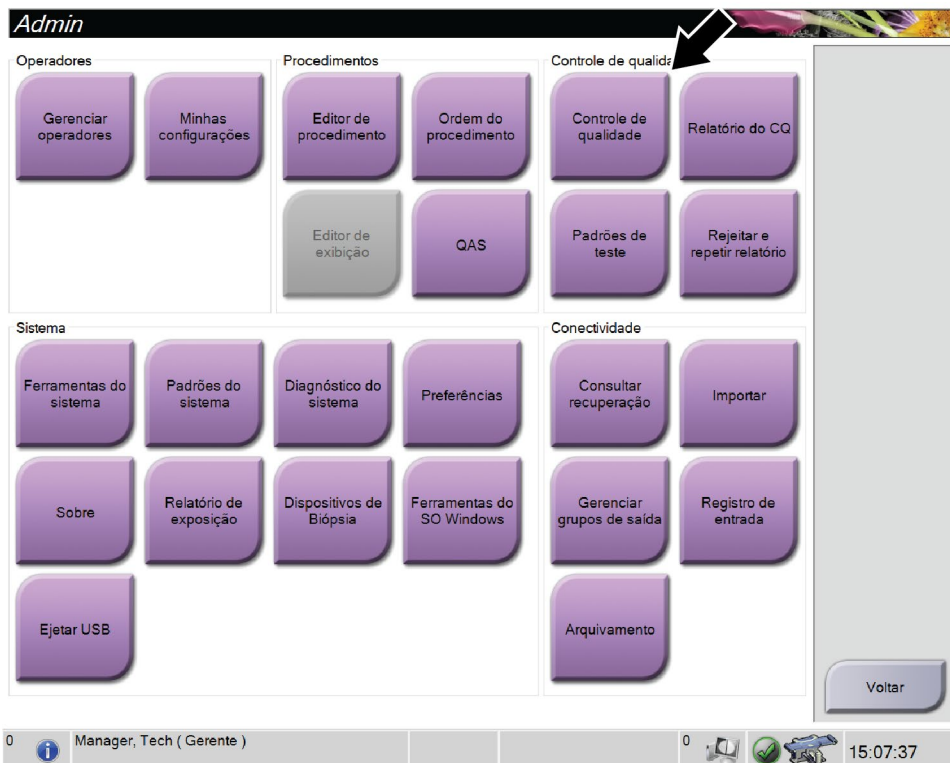 Admin
Operadores
Gerenciar
operadores
Minhas
configurações
Procedimentos
Editor de
procedimento
Ordem do
procedimento
Editor de
exibição
QAS
Controle de qualida
Controle de
qualidade
Relatório do CQ
Padrões de
teste
Rejeitar e
repetir relatório
Sistema
Ferramentas do
sistema
Padrões do
sistema
Diagnóstico do
sistema
Preferências
Sobre
Relatório de
exposição
Dispositivos de
Biópsia
Ferramentas do
SO Windows
Ejetar USB
Conectividade
Consultar
recuperação
Importar
Gerenciar
grupos de saída
Registro de
entrada
Arquivamento
Voltar
0
Manager, Tech ( Gerente )
0
15:07:37